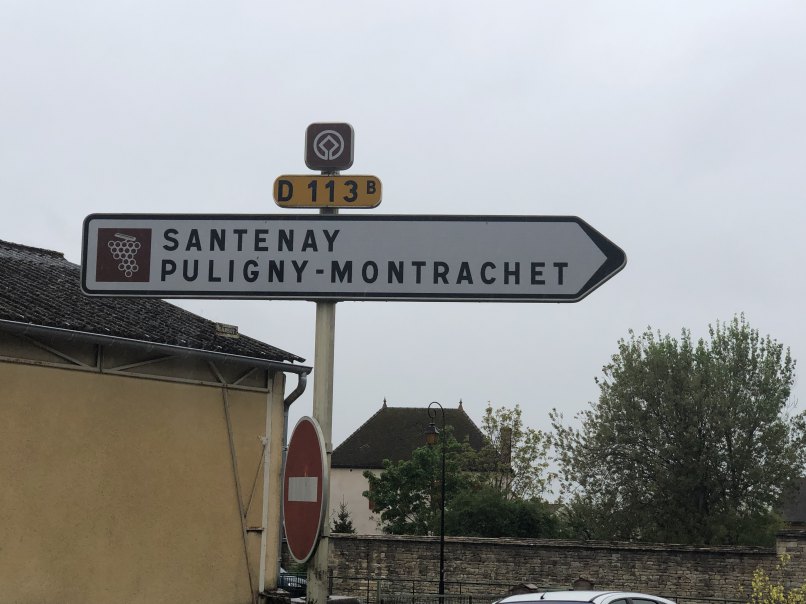 D 113 B
SANTENAY
PULIGNY-MONTRACHET